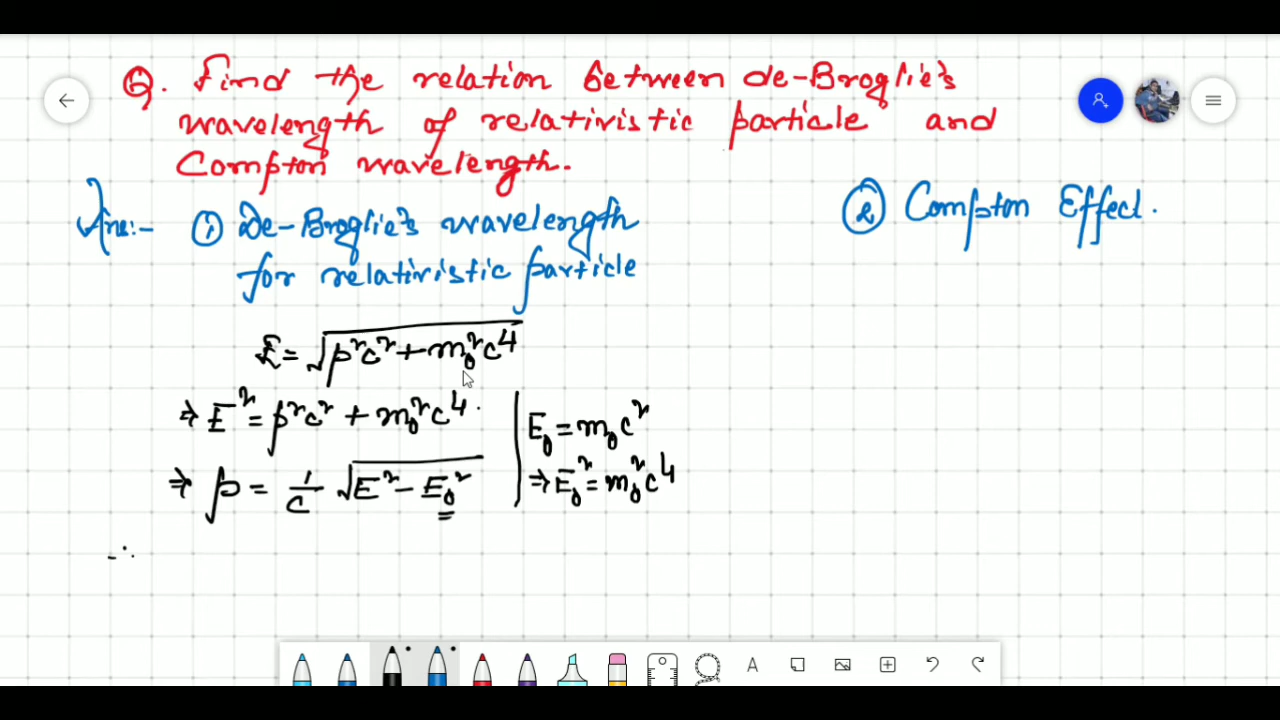 Q. Find the relation between de-Broglie's
wavelength of relativistic particle and
Compton wavelength.
Ans:- ① De-Broglie's wavelength
for relativistic particle
E = √(p²c² + m₀²c⁴)
⇒ E² = p²c² + m₀²c⁴.
⇒ p = 1/c √(E² - E₀²)
E₀ = m₀c²
⇒ E₀² = m₀²c⁴
∴
② Compton Effect.
A